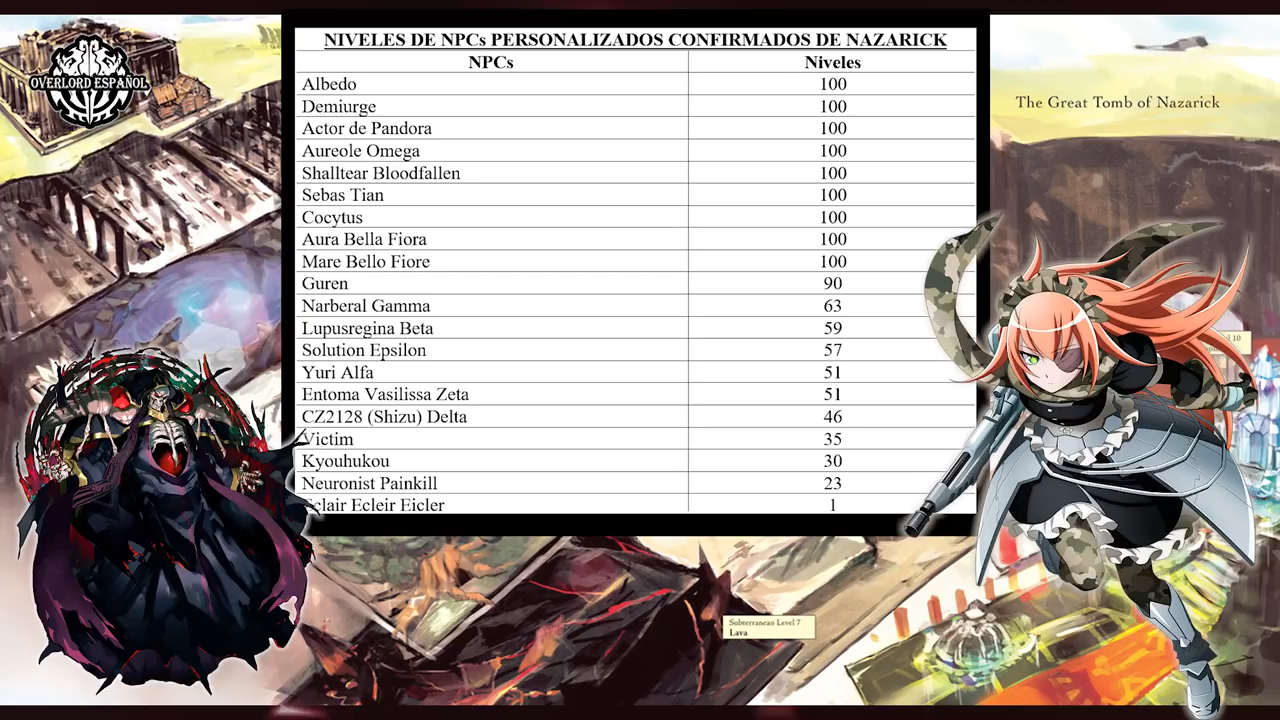 NIVELES DE NPCs PERSONALIZADOS CONFIRMADOS DE NAZARICK
NPCs Niveles
Albedo 100
Demiurge 100
Actor de Pandora 100
Aureole Omega 100
Shalltear Bloodfallen 100
Sebas Tian 100
Cocytus 100
Aura Bella Fiora 100
Mare Bello Fiore 100
Guren 90
Narberal Gamma 63
Lupusregina Beta 59
Solution Epsilon 57
Yuri Alfa 51
Entoma Vasilissa Zeta 51
CZ2128 (Shizu) Delta 46
Victim 35
Kyouhukou 30
Neuronist Painkill 23
Eclair Ecleir Eicler 1
OVERLORD ESPAÑOL
The Great Tomb of Nazarick
Subterranean Level 7
Lava
10